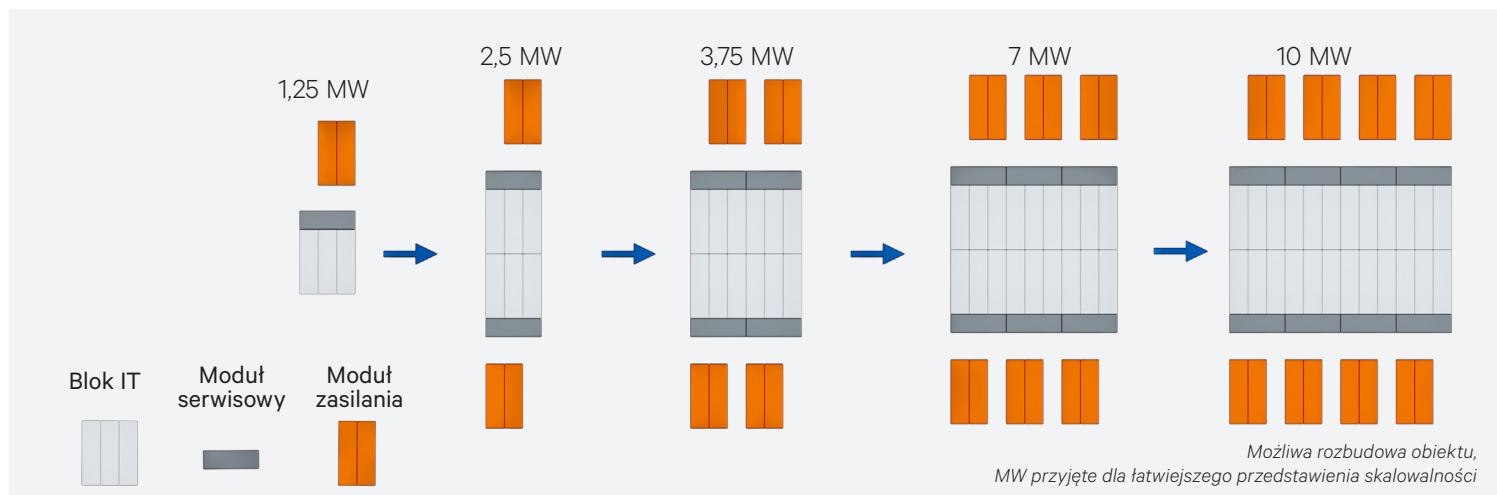 1,25 MW
2,5 MW
3,75 MW
7 MW
10 MW
Blok IT
Moduł
serwisowy
Moduł
zasilania
Możliwa rozbudowa obiektu,
MW przyjęte dla łatwiejszego przedstawienia skalowalności